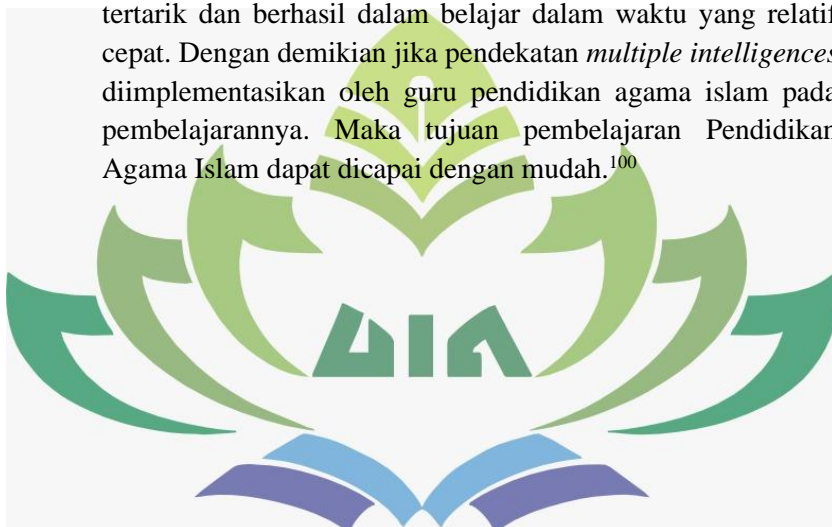 tertarik dan berhasil dalam belajar dalam waktu yang relatif
cepat. Dengan demikian jika pendekatan multiple intelligences
diimplementasikan oleh guru pendidikan agama islam pada
pembelajarannya. Maka tujuan pembelajaran Pendidikan
Agama Islam dapat dicapai dengan mudah.100
UIN